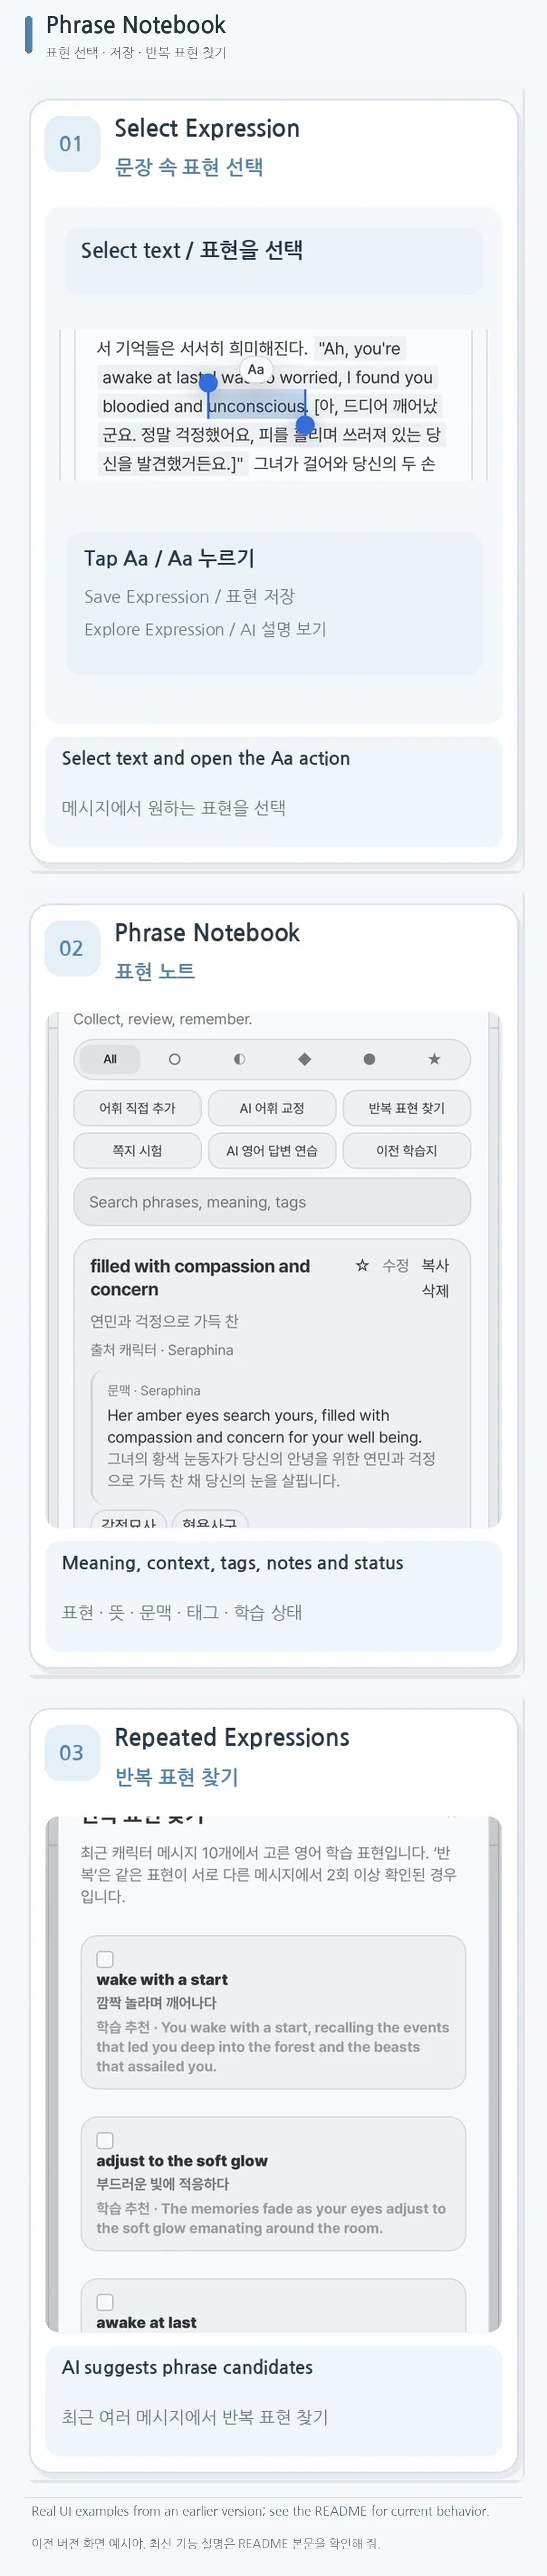 Phrase Notebook
표현 선택 · 저장 · 반복 표현 찾기
01
Select Expression
문장 속 표현 선택
Select text / 표현을 선택
서 기억들은 서서히 희미해진다. "Ah, you're
Aa
awake at last worried, I found you
bloodied and unconscious. [아, 드디어 깨어났
군요. 정말 걱정했어요, 피를 흘리며 쓰러져 있는 당
신을 발견했거든요.]" 그녀가 걸어와 당신의 두 손
Tap Aa / Aa 누르기
Save Expression / 표현 저장
Explore Expression / AI 설명 보기
Select text and open the Aa action
메시지에서 원하는 표현을 선택
02
Phrase Notebook
표현 노트
Collect, review, remember.
All
어휘 직접 추가 AI 어휘 교정 반복 표현 찾기
쪽지 시험 AI 영어 답변 연습 이전 학습지
Search phrases, meaning, tags
filled with compassion and ☆ 수정 복사
concern 삭제
연민과 걱정으로 가득 찬
출처 캐릭터 · Seraphina
문맥 · Seraphina
Her amber eyes search yours, filled with
compassion and concern for your well being.
그녀의 황색 눈동자가 당신의 안녕을 위한 연민과 걱정
으로 가득 찬 채 당신의 눈을 살핍니다.
감정묘사 형용사구
Meaning, context, tags, notes and status
표현 · 뜻 · 문맥 · 태그 · 학습 상태
03
Repeated Expressions
반복 표현 찾기
반복 표현 찾기
최근 캐릭터 메시지 10개에서 고른 영어 학습 표현입니다. '반
복'은 같은 표현이 서로 다른 메시지에서 2회 이상 확인된 경우
입니다.
wake with a start
깜짝 놀라며 깨어나다
학습 추천 · You wake with a start, recalling the events
that led you deep into the forest and the beasts
that assailed you.
adjust to the soft glow
부드러운 빛에 적응하다
학습 추천 · The memories fade as your eyes adjust to
the soft glow emanating around the room.
awake at last
AI suggests phrase candidates
최근 여러 메시지에서 반복 표현 찾기
Real UI examples from an earlier version; see the README for current behavior.
이전 버전 화면 예시야. 최신 기능 설명은 README 본문을 확인해 줘.